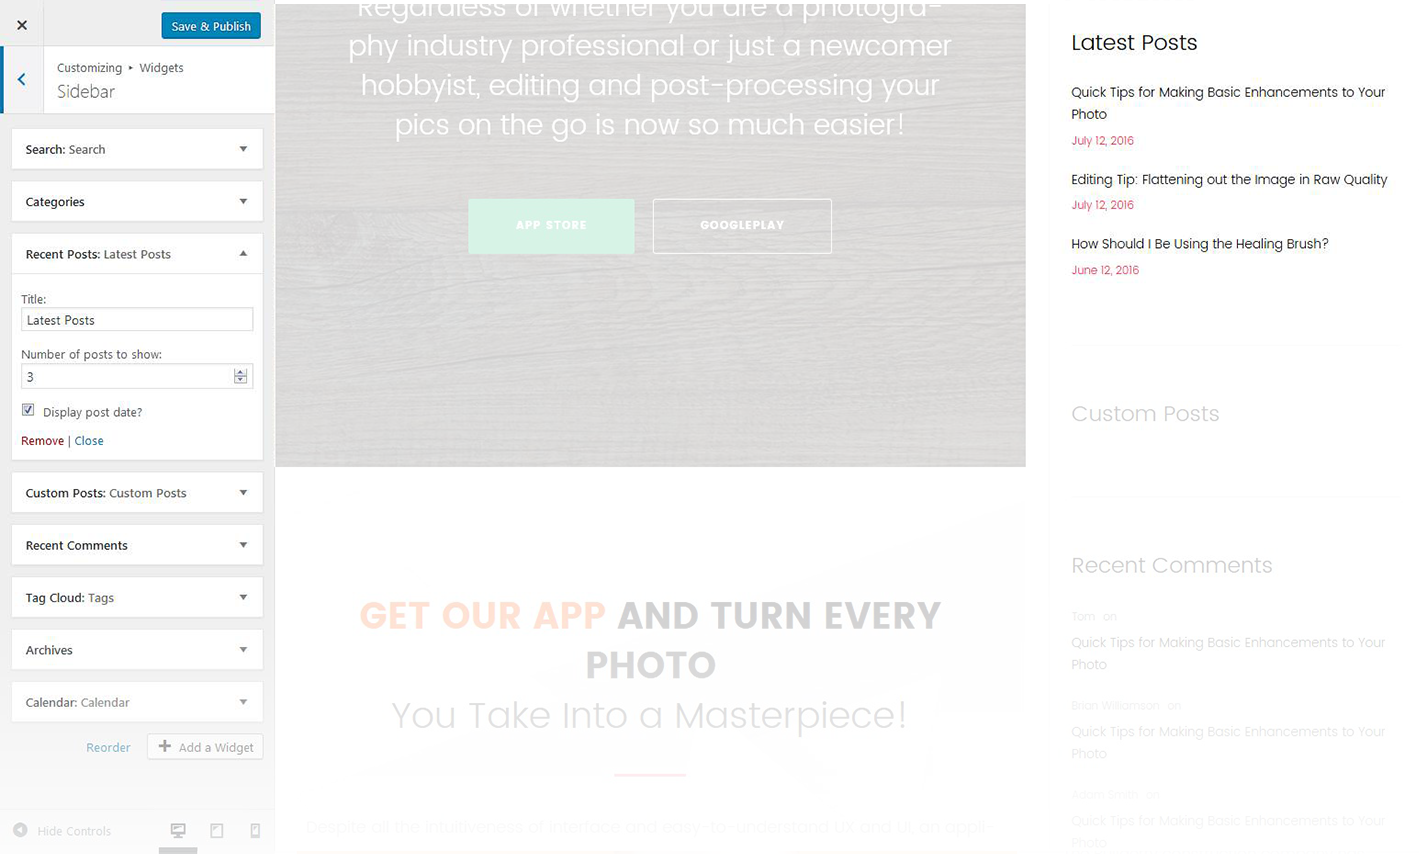 Save & Publish
Customizing ▸ Widgets
Sidebar
Search: Search
Categories
Recent Posts: Latest Posts
Title:
Latest Posts
Number of posts to show:
3
Display post date?
Remove | Close
Custom Posts: Custom Posts
Recent Comments
Tag Cloud: Tags
Archives
Calendar: Calendar
Reorder
Add a Widget
Hide Controls
Regardless of whether you are a photogra-
phy industry professional or just a newcomer
hobbyist, editing and post-processing your
pics on the go is now so much easier!
APP STORE
GOOGLEPLAY
GET OUR APP AND TURN EVERY
PHOTO
You Take Into a Masterpiece!
Despite all the intuitiveness of interface and easy-to-understand UX and UI, an appli-
Latest Posts
Quick Tips for Making Basic Enhancements to Your
Photo
July 12, 2016
Editing Tip: Flattening out the Image in Raw Quality
July 12, 2016
How Should I Be Using the Healing Brush?
June 12, 2016
Custom Posts
Recent Comments
Tom on
Quick Tips for Making Basic Enhancements to Your
Photo
Brian Williamson on
Quick Tips for Making Basic Enhancements to Your
Photo
Adam Smith on
Quick Tips for Making Basic Enhancements to Your
Photo